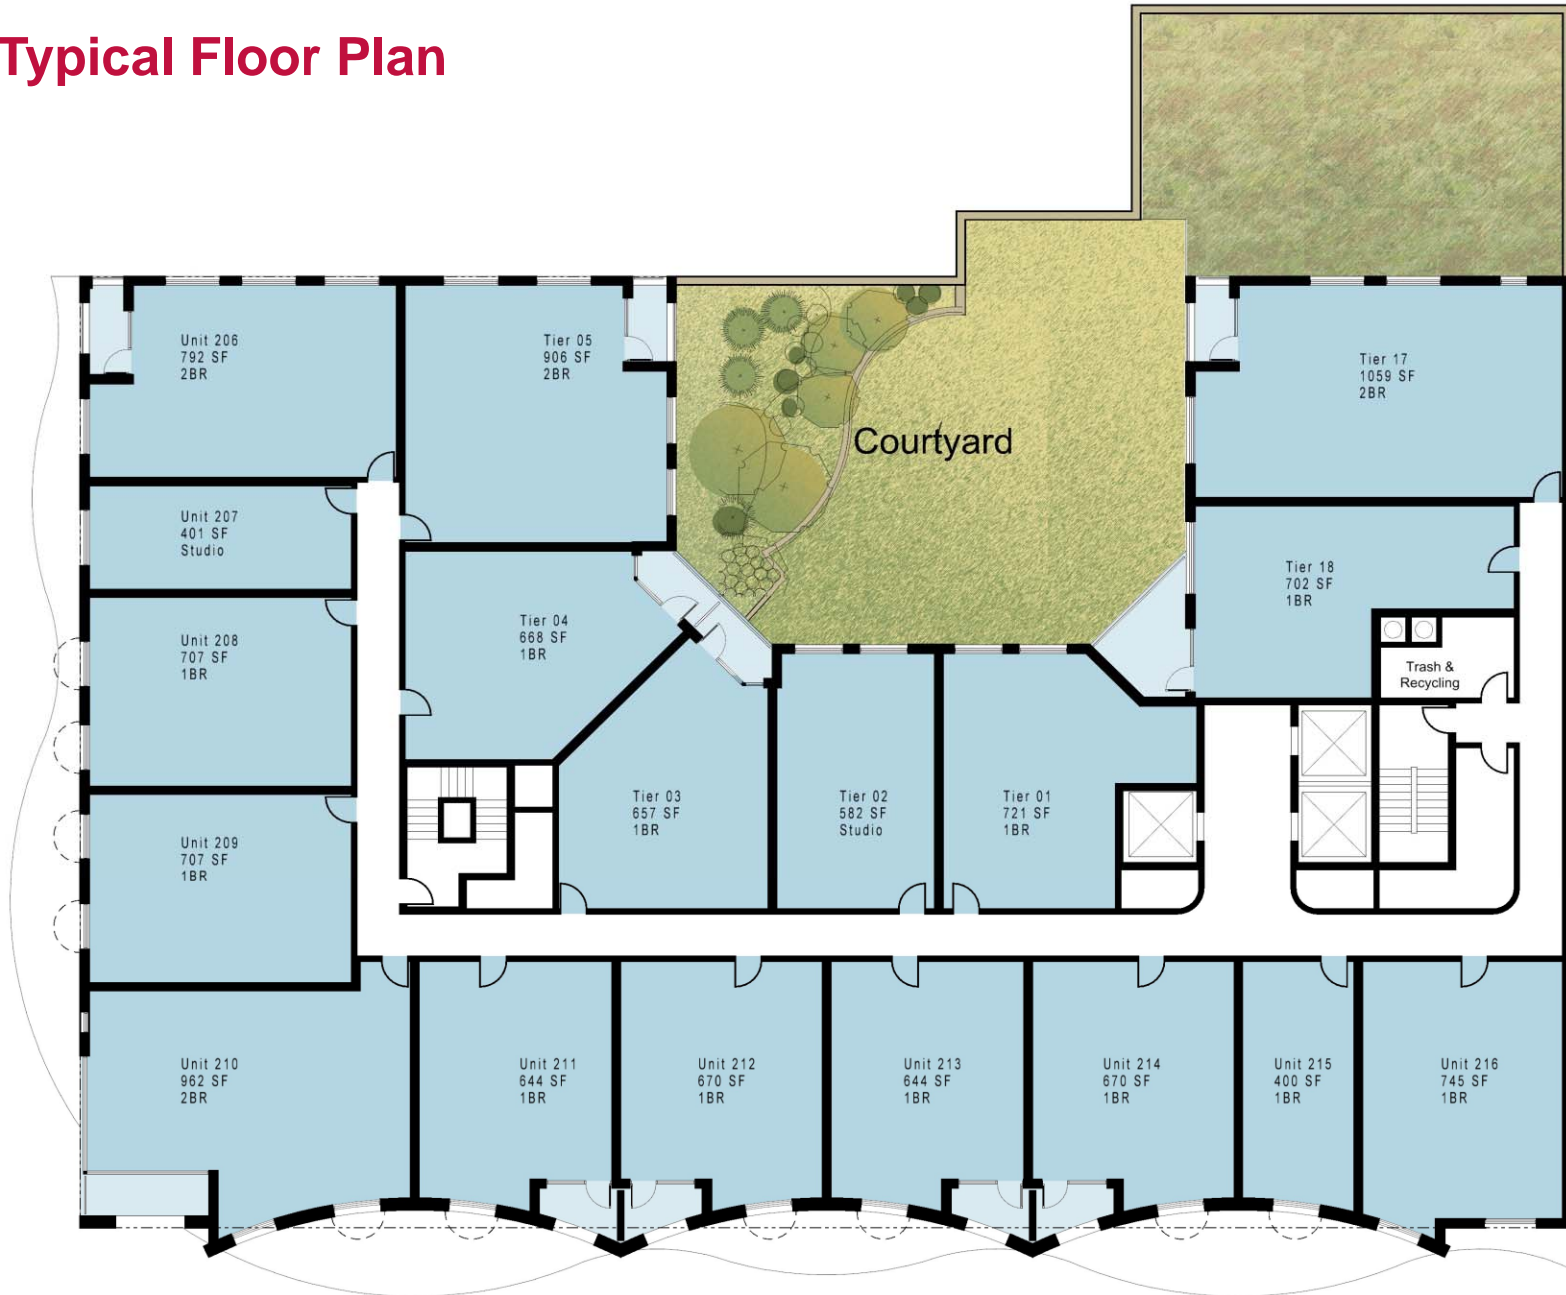 Typical Floor Plan
Unit 206
792 SF
2BR
Tier 05
906 SF
2BR
Tier 17
1059 SF
2BR
Courtyard
Unit 207
401 SF
Studio
Tier 18
702 SF
1BR
Tier 04
668 SF
1BR
Unit 208
707 SF
1BR
Trash &
Recycling
Tier 03
657 SF
1BR
Tier 02
582 SF
Studio
Tier 01
721 SF
1BR
Unit 209
707 SF
1BR
Unit 210
962 SF
2BR
Unit 211
644 SF
1BR
Unit 212
670 SF
1BR
Unit 213
644 SF
1BR
Unit 214
670 SF
1BR
Unit 215
400 SF
1BR
Unit 216
745 SF
1BR